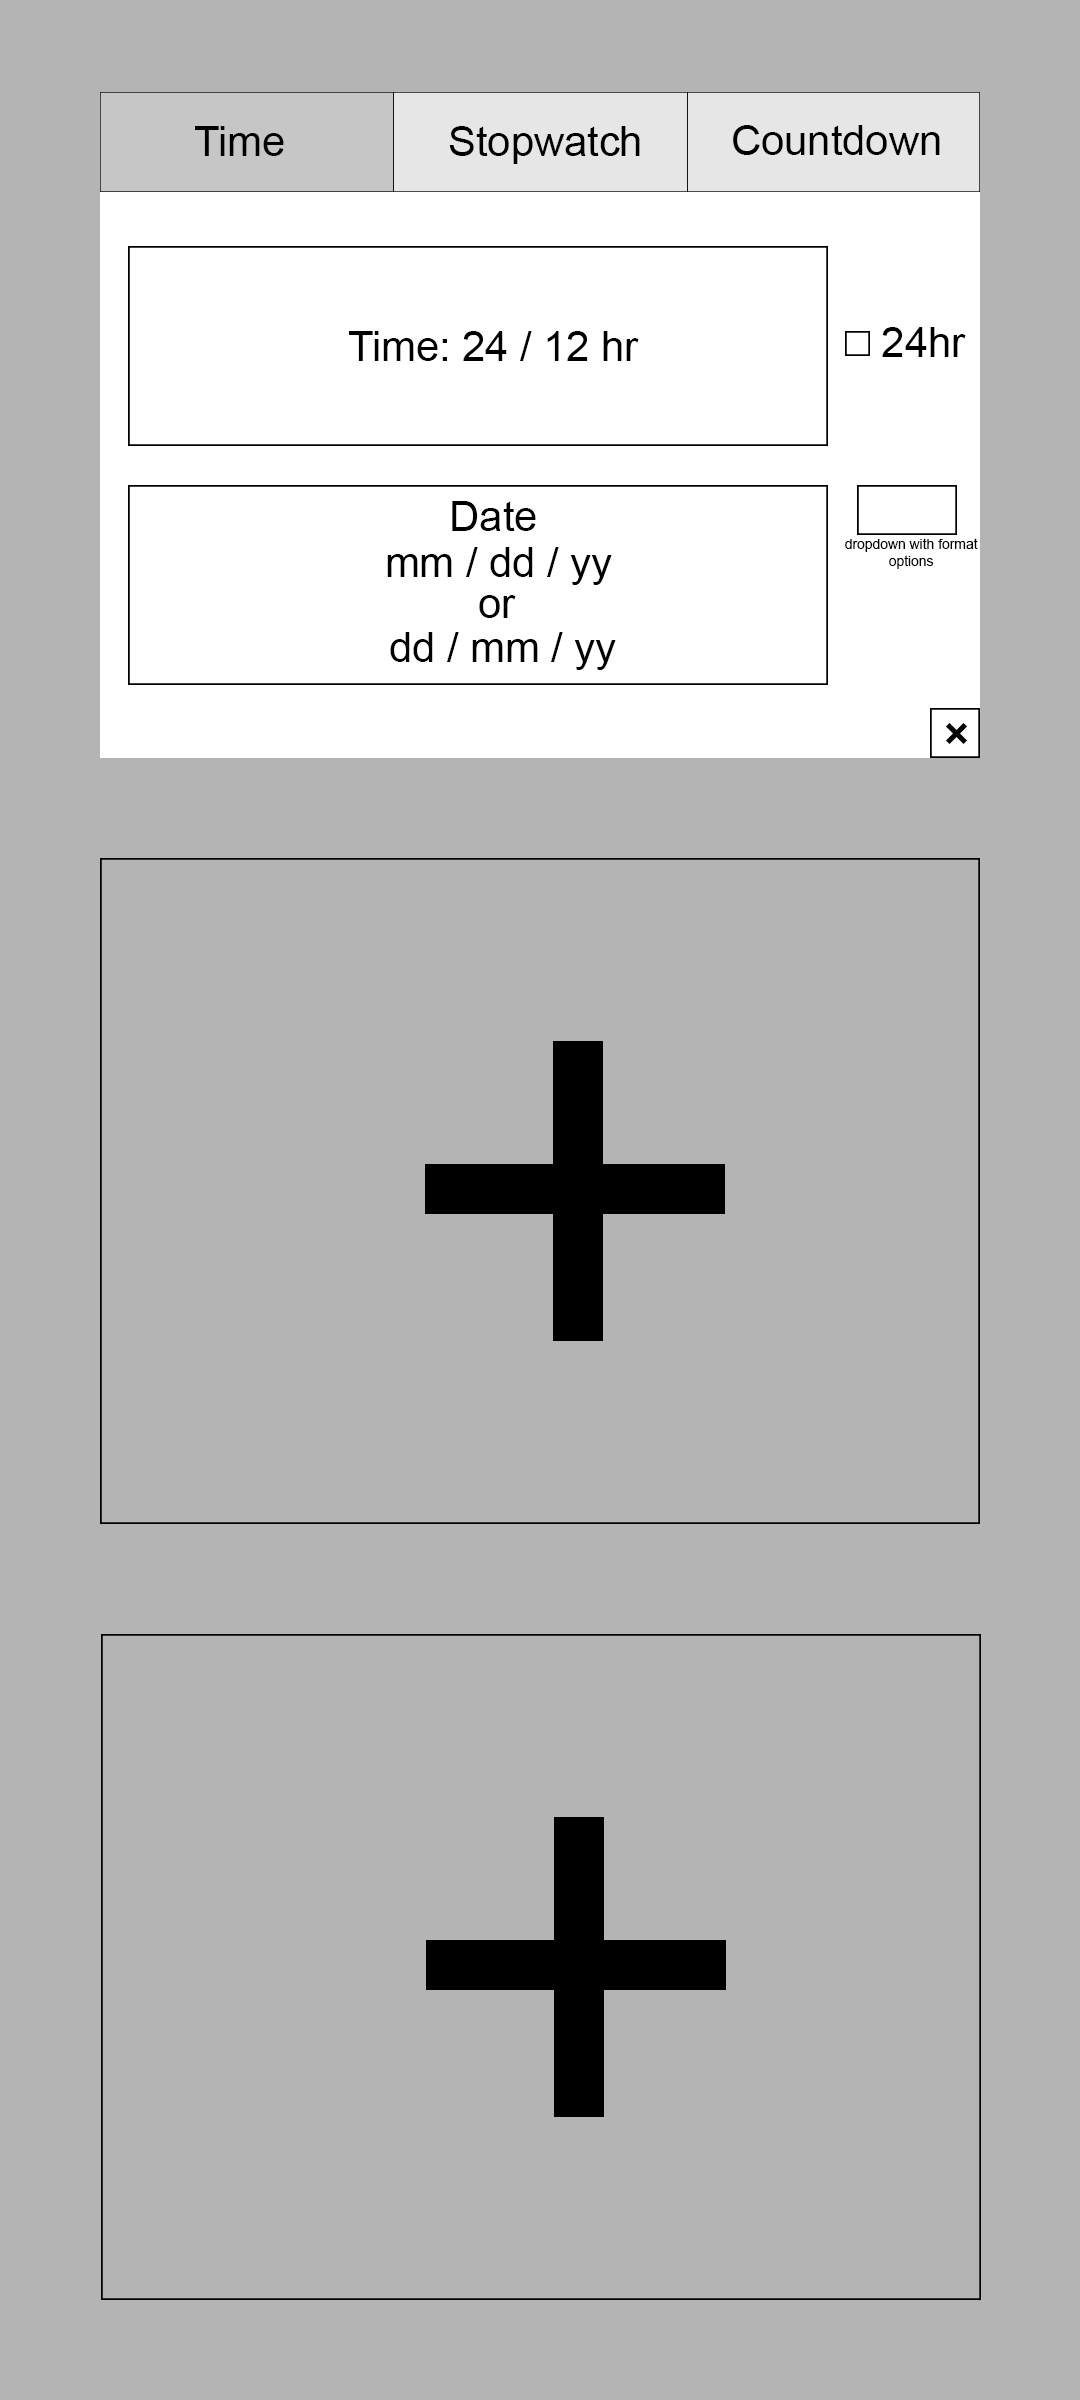 Time
Stopwatch
Countdown
Time: 24 / 12 hr
24hr
Date
mm / dd / yy
or
dd / mm / yy
dropdown with format
options
×